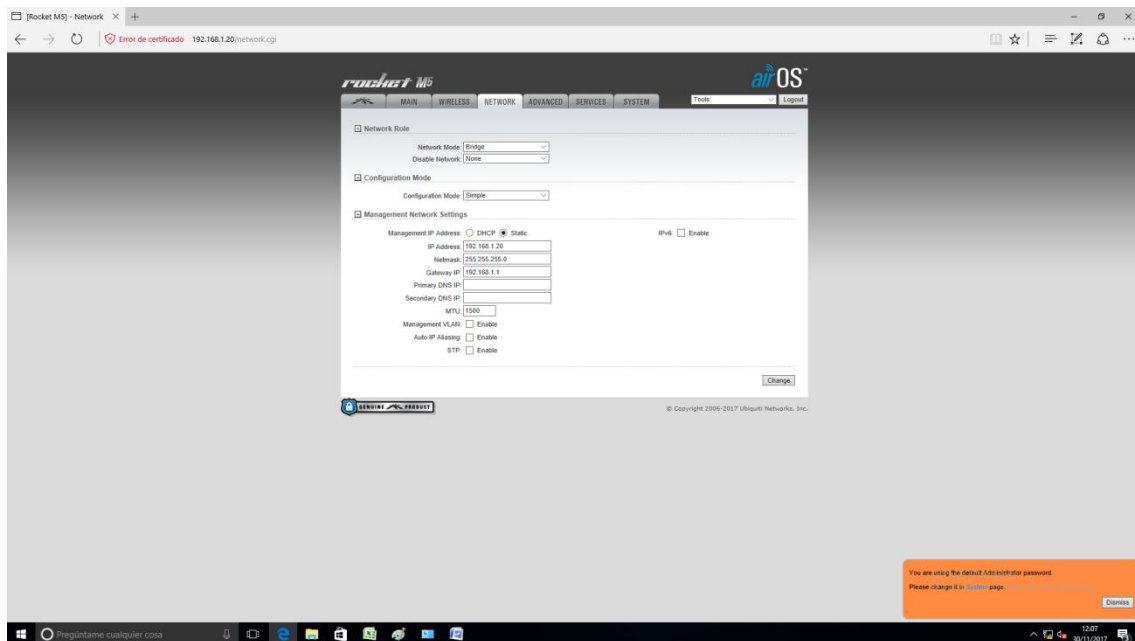 [Rocket M5] - Network
Error de certificado 192.168.1.20/network.cgi
rocket M5
airOS™
MAIN WIRELESS NETWORK ADVANCED SERVICES SYSTEM Tools: Logout
Network Role
Network Mode: Bridge
Disable Network: None
Configuration Mode
Configuration Mode: Simple
Management Network Settings
Management IP Address: DHCP Static IPv6: Enable
IP Address: 192.168.1.20
Netmask: 255.255.255.0
Gateway IP: 192.168.1.1
Primary DNS IP:
Secondary DNS IP:
MTU: 1500
Management VLAN: Enable
Auto IP Aliasing: Enable
STP: Enable
Change
GENUINE PRODUCT
© Copyright 2006-2017 Ubiquiti Networks, Inc.
You are using the default Administrator password.
Please change it in System page.
Dismiss
Pregúntame cualquier cosa
12:07
30/11/2017